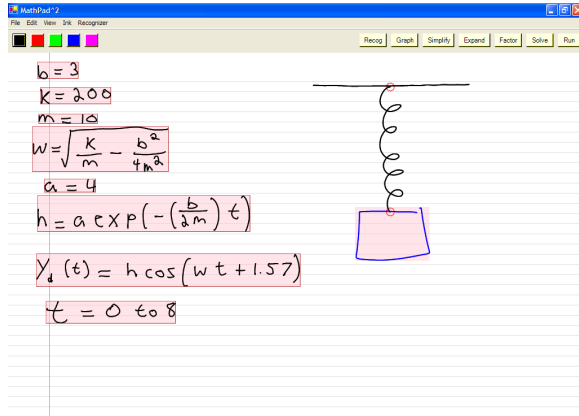 MathPad^2
File Edit View Ink Recognizer
Recog Graph Simplify Expand Factor Solve Run
b = 3
k = 200
m = 10
w = √(k/m − b²/4m²)
a = 4
h = a exp(−(b/2m) t)
y_d (t) = h cos(w t + 1.57)
t = 0 to 8